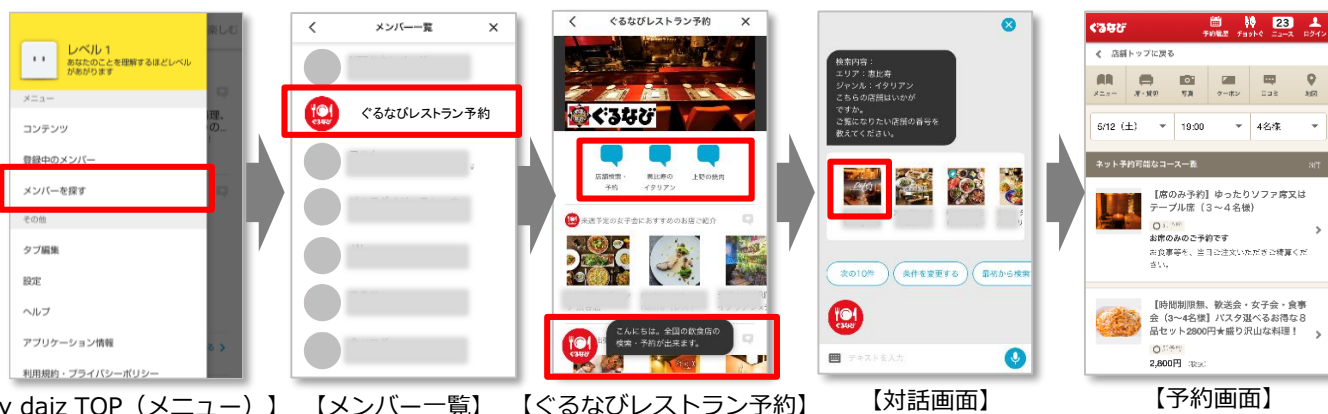 レベル 1
あなたのことを理解するほどレベル
があがります
メニュー
コンテンツ
登録中のメンバー
メンバーを探す
その他
タブ編集
設定
ヘルプ
アプリケーション情報
利用規約・プライバシーポリシー
y daiz TOP（メニュー）】
メンバー一覧
ぐるなびレストラン予約
【メンバー一覧】
ぐるなびレストラン予約
ぐるなび
店舗検索・
予約
恵比寿の
イタリアン
上野の焼肉
来週予定の女子会におすすめのお店ご紹介
こんにちは。全国の飲食店の
検索・予約が出来ます。
【ぐるなびレストラン予約】
検索内容：
エリア：恵比寿
ジャンル：イタリアン
こちらの店舗はいかが
ですか。
ご覧になりたい店舗の番号を
教えてください。
次の10件
条件を変更する
最初から検索
テキストを入力
【対話画面】
ぐるなび
予約履歴
チョットぐ
23
ニュース
ログイン
店舗トップに戻る
メニュー
席・貸切
写真
クーポン
口コミ
地図
5/12（土）
19:00
4名様
ネット予約可能なコース一覧
【席のみ予約】ゆったりソファ席又は
テーブル席（3～4名様）
お席のみのご予約です
お食事等を、当日ご注文いただきご精算くだ
さい。
【時間制限無、歓送会・女子会・食事
会（3~4名様】パスタ選べるお得な8
品セット2800円★盛り沢山な料理！
2,800円
【予約画面】